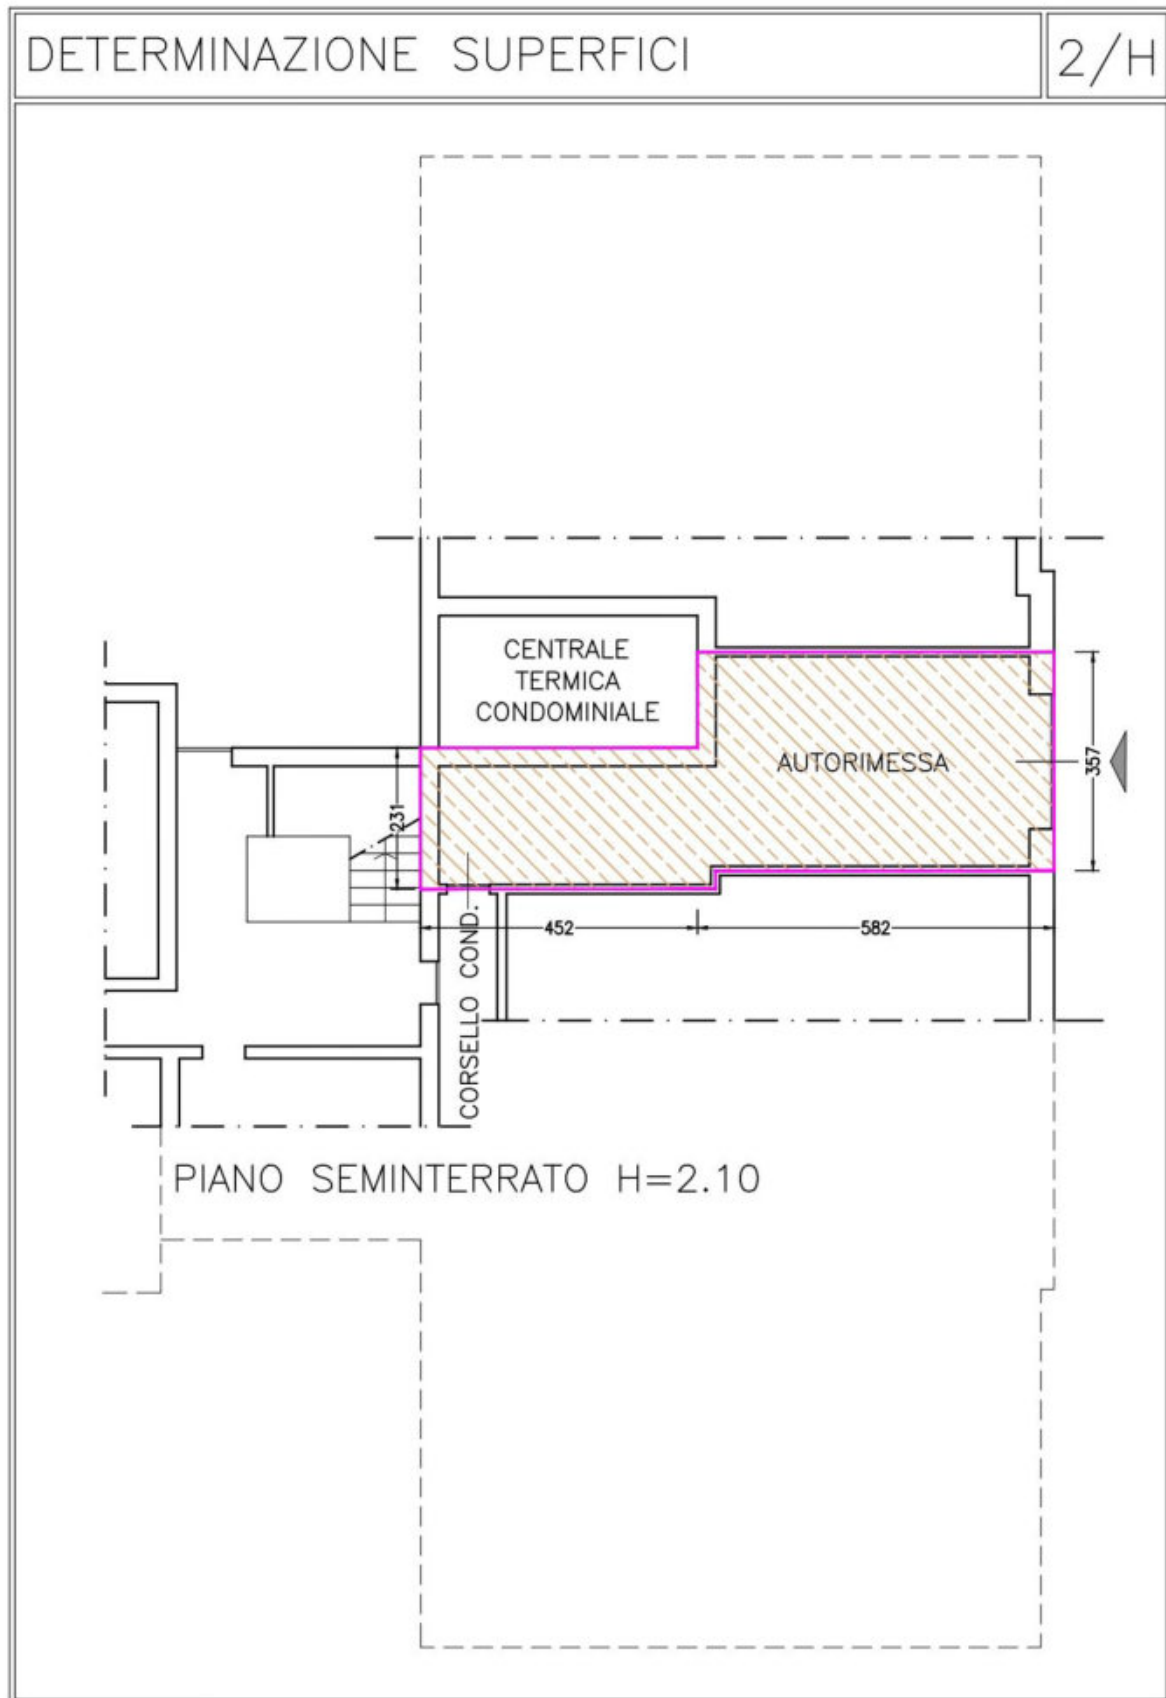 DETERMINAZIONE SUPERFICI
2/H
CENTRALE
TERMICA
CONDOMINIALE
AUTORIMESSA
357
231
452
582
CORSELLO COND.
PIANO SEMINTERRATO H=2.10